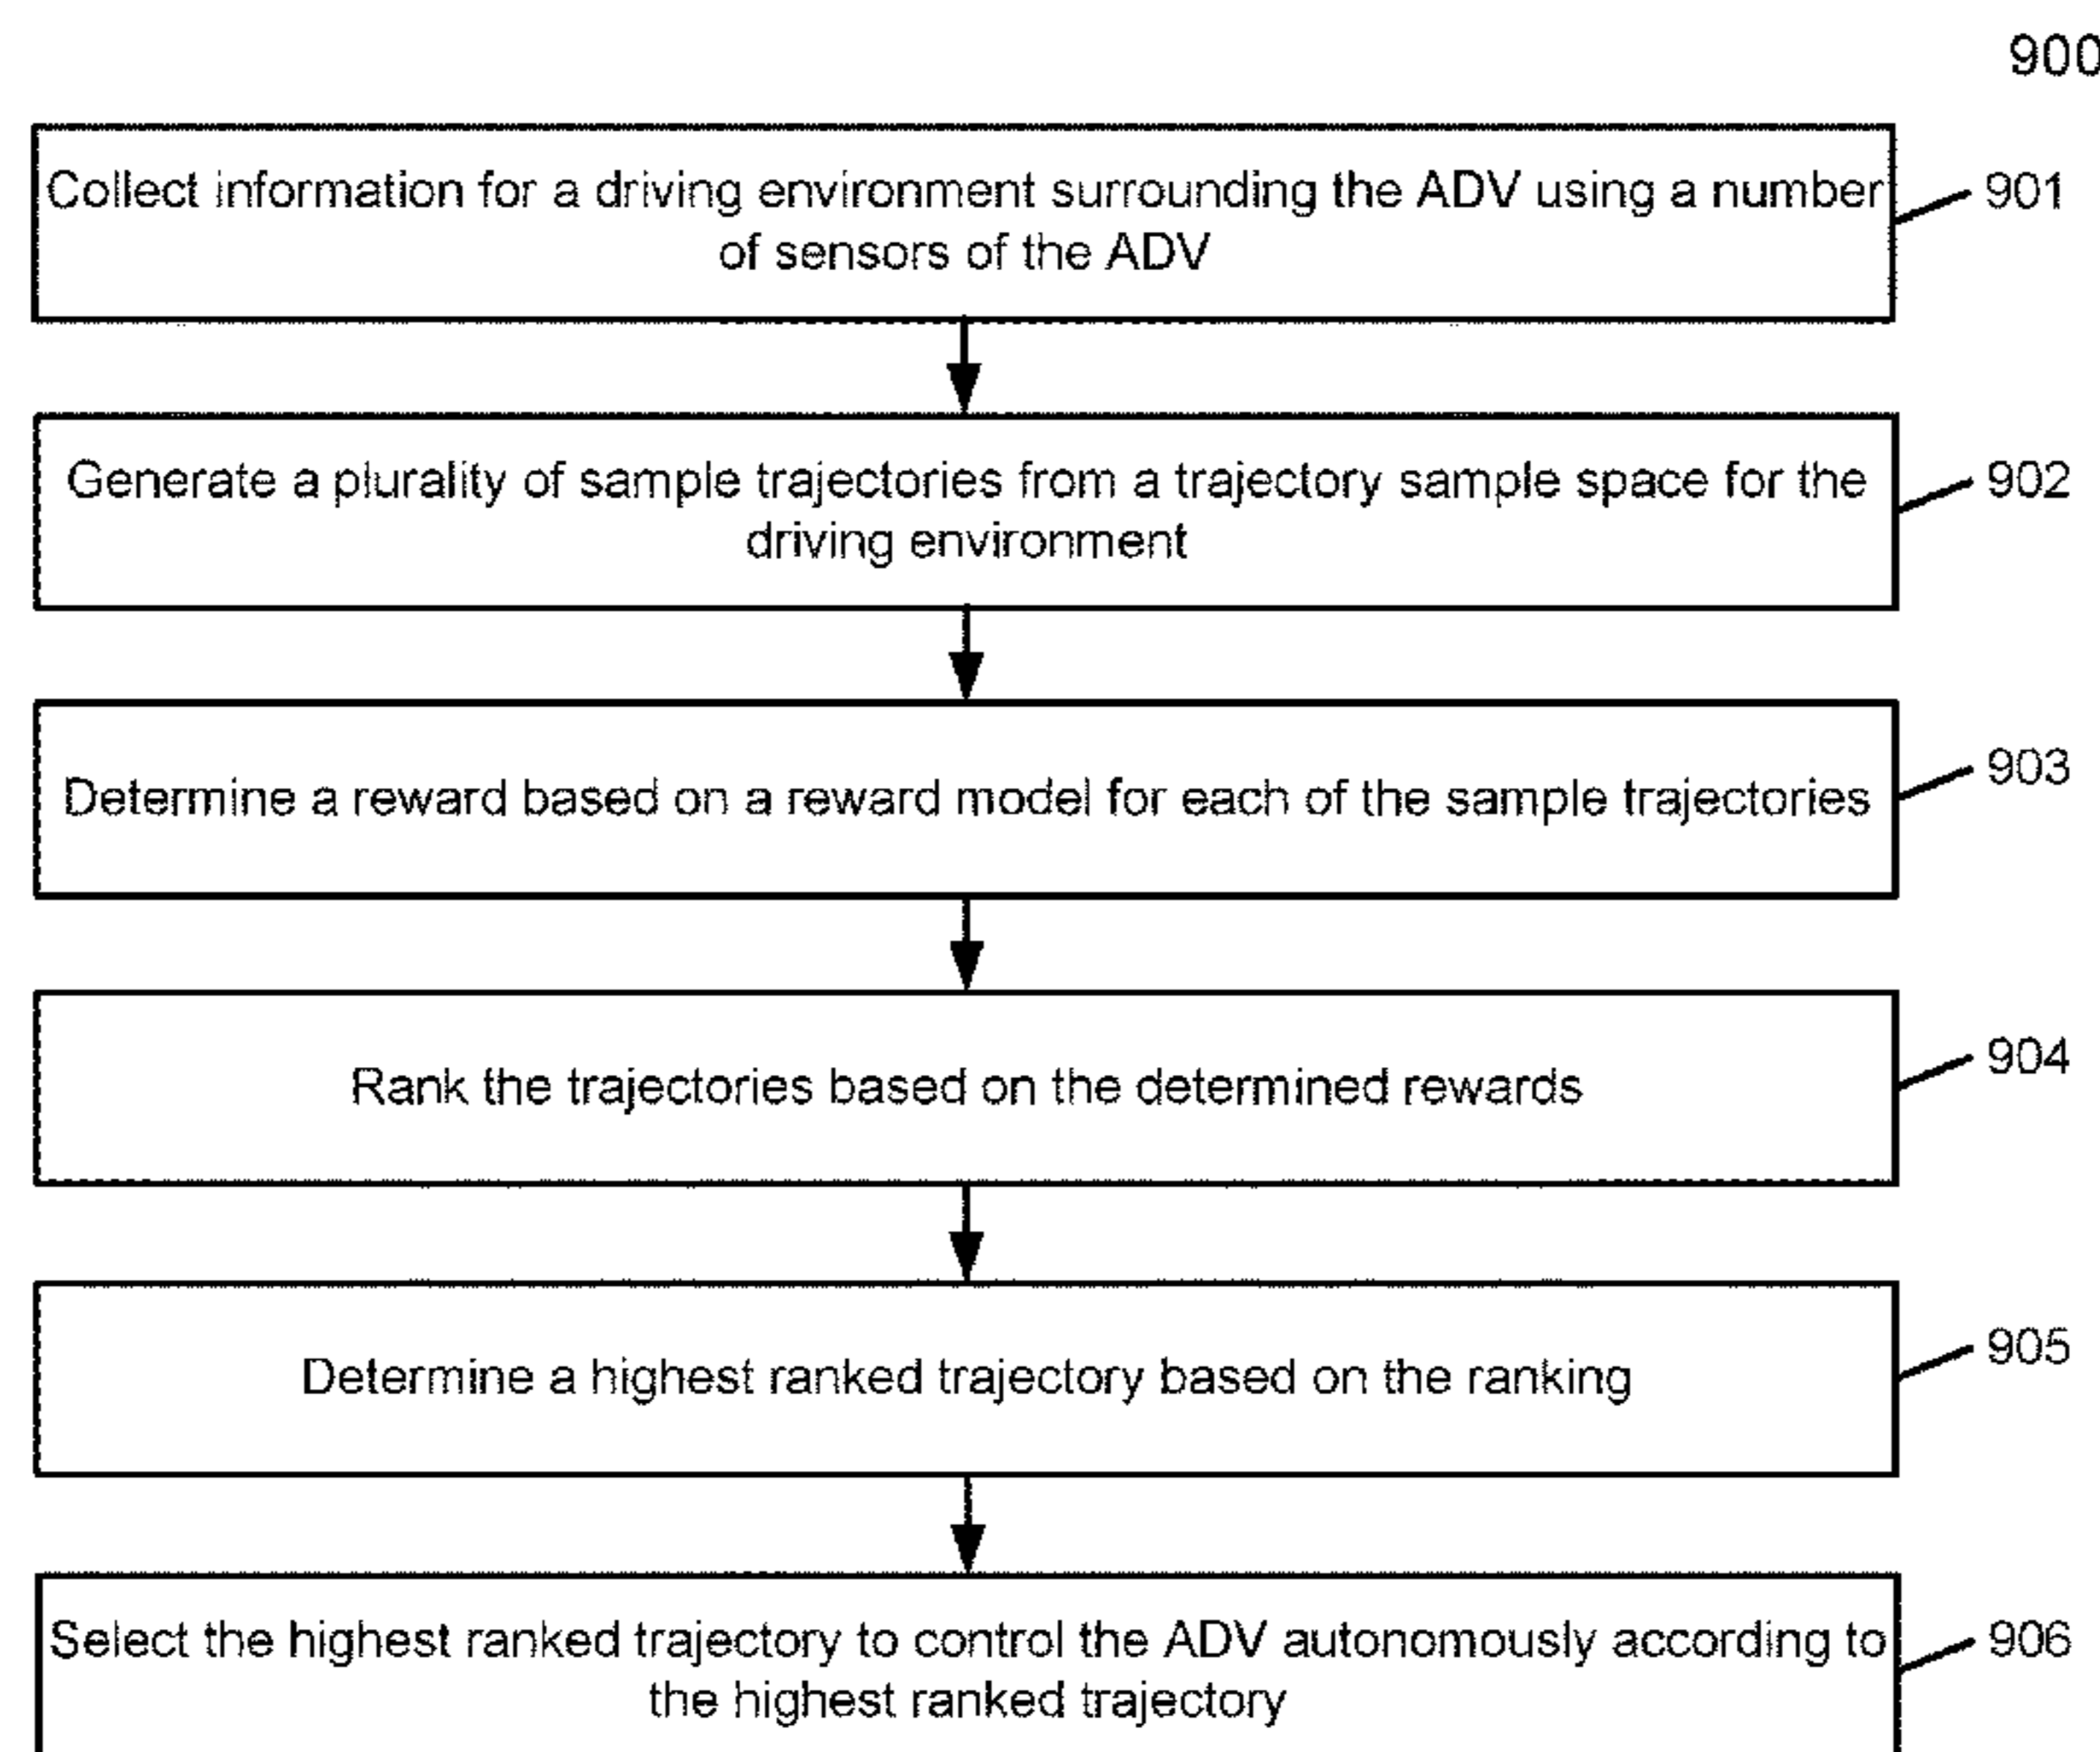 900
Collect information for a driving environment surrounding the ADV using a number
of sensors of the ADV
901
Generate a plurality of sample trajectories from a trajectory sample space for the
driving environment
902
Determine a reward based on a reward model for each of the sample trajectories
903
Rank the trajectories based on the determined rewards
904
Determine a highest ranked trajectory based on the ranking
905
Select the highest ranked trajectory to control the ADV autonomously according to
the highest ranked trajectory
906